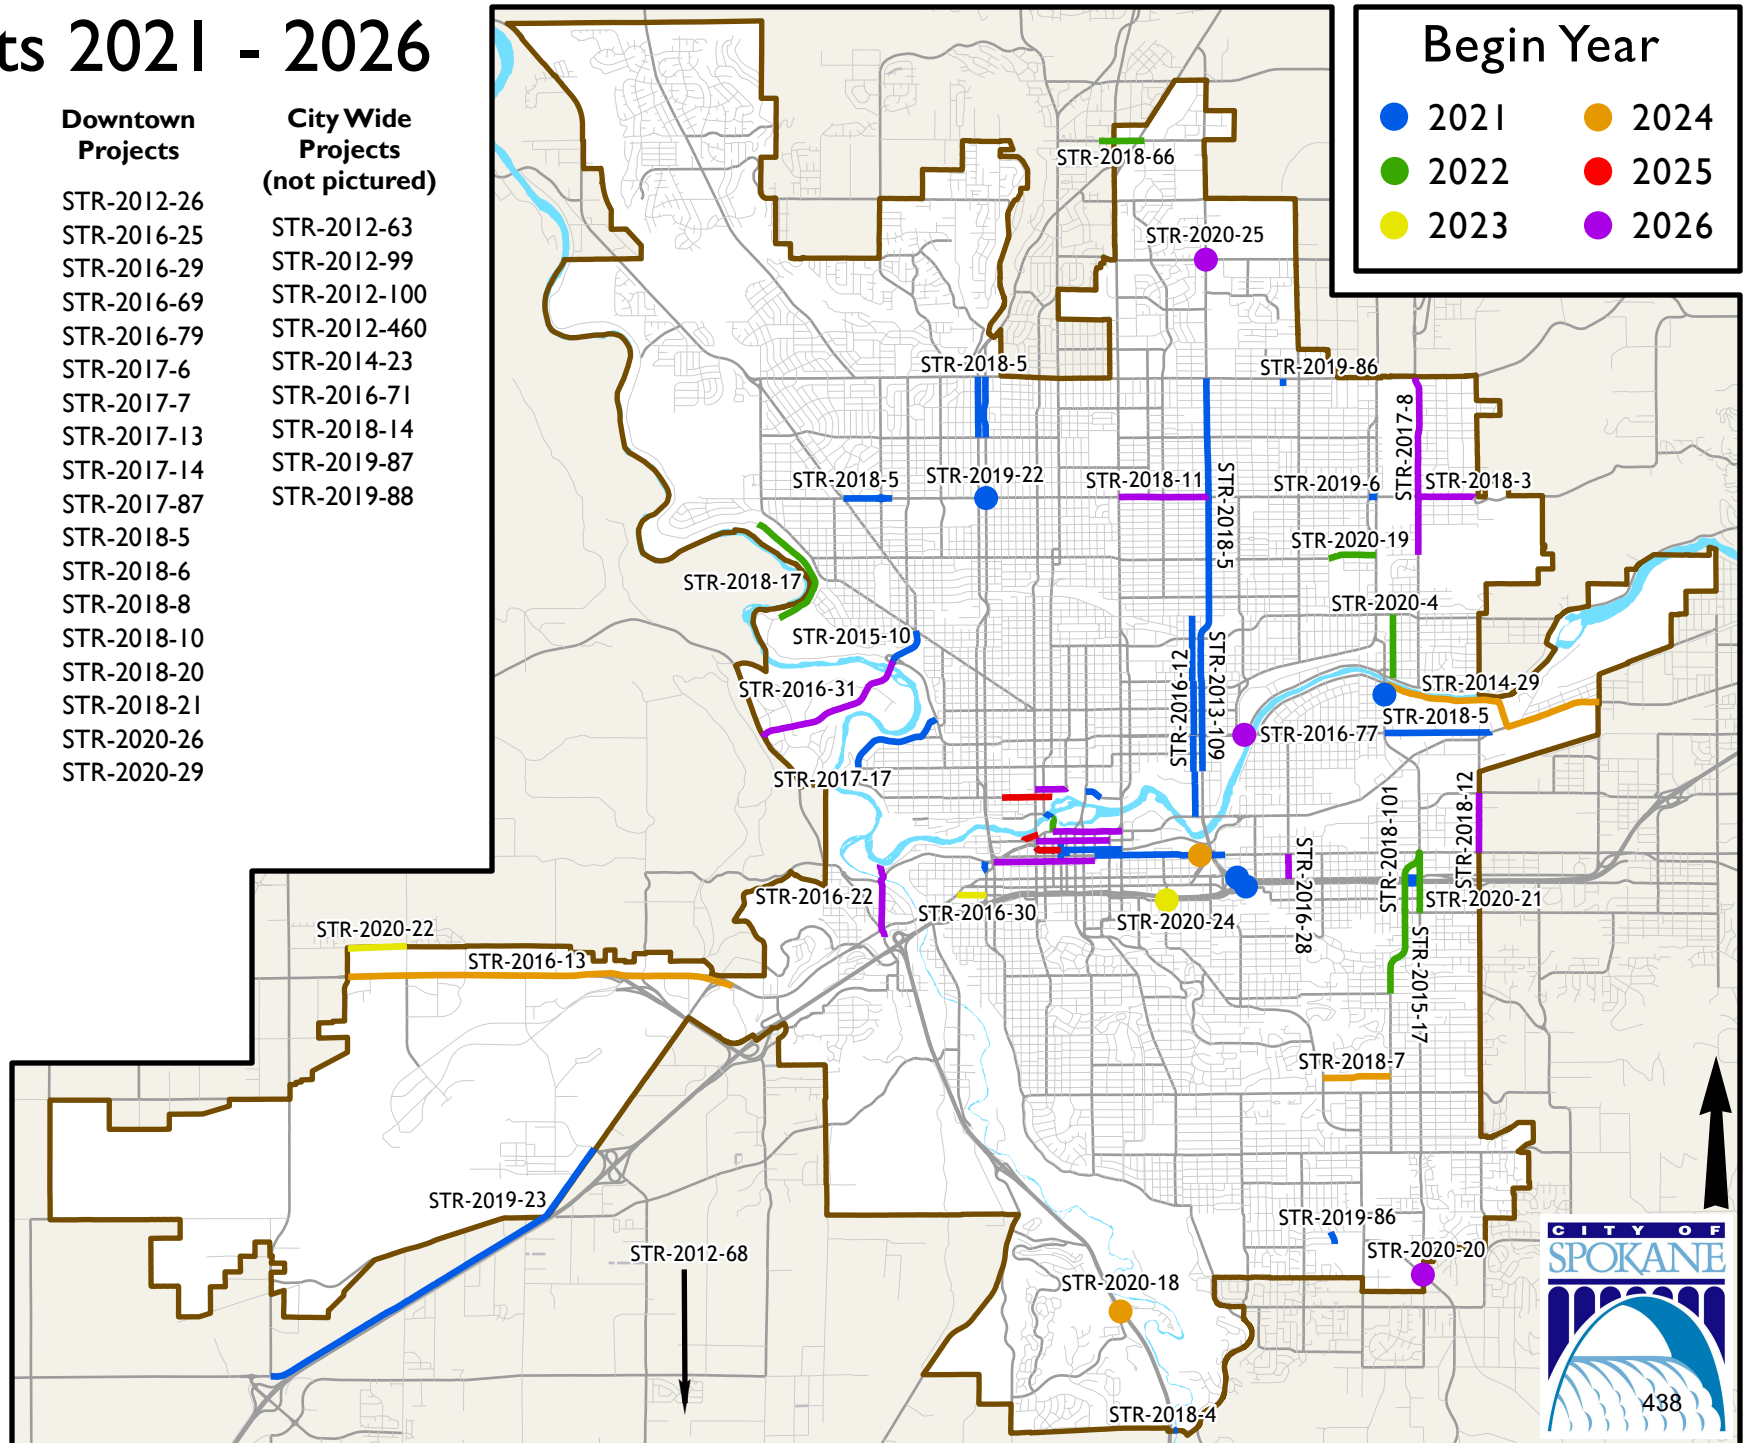 ts 2021 - 2026
Downtown
Projects
STR-2012-26
STR-2016-25
STR-2016-29
STR-2016-69
STR-2016-79
STR-2017-6
STR-2017-7
STR-2017-13
STR-2017-14
STR-2017-87
STR-2018-5
STR-2018-6
STR-2018-8
STR-2018-10
STR-2018-20
STR-2018-21
STR-2020-26
STR-2020-29
City Wide
Projects
(not pictured)
STR-2012-63
STR-2012-99
STR-2012-100
STR-2012-460
STR-2014-23
STR-2016-71
STR-2018-14
STR-2019-87
STR-2019-88
Begin Year
2021
2022
2023
2024
2025
2026
STR-2018-66
STR-2020-25
STR-2018-5
STR-2019-86
STR-2017-8
STR-2018-5
STR-2019-22
STR-2018-11
STR-2018-5
STR-2019-6
STR-2018-3
STR-2020-19
STR-2018-17
STR-2020-4
STR-2015-10
STR-2016-31
STR-2016-12
STR-2013-109
STR-2014-29
STR-2018-5
STR-2016-77
STR-2017-17
STR-2018-12
STR-2018-101
STR-2016-28
STR-2016-22
STR-2016-30
STR-2020-24
STR-2020-21
STR-2020-22
STR-2016-13
STR-2015-17
STR-2018-7
STR-2019-23
STR-2012-68
STR-2019-86
STR-2020-20
STR-2020-18
STR-2018-4
CITY OF
SPOKANE
438